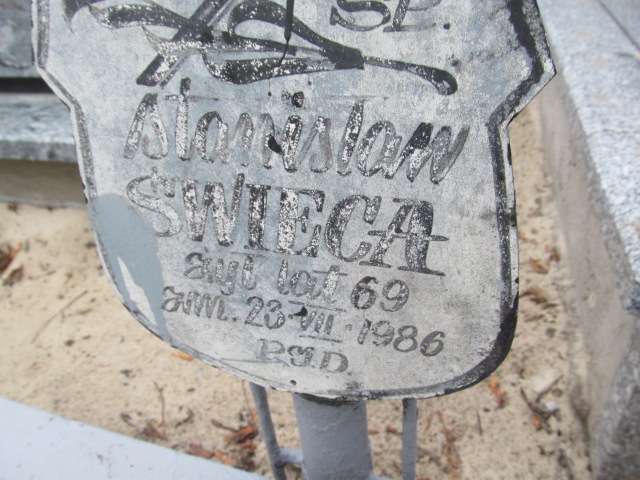 ŚP.
Stanisław
ŚWIECA
żył lat 69
zm. 23-VII-1986
P.J.D.